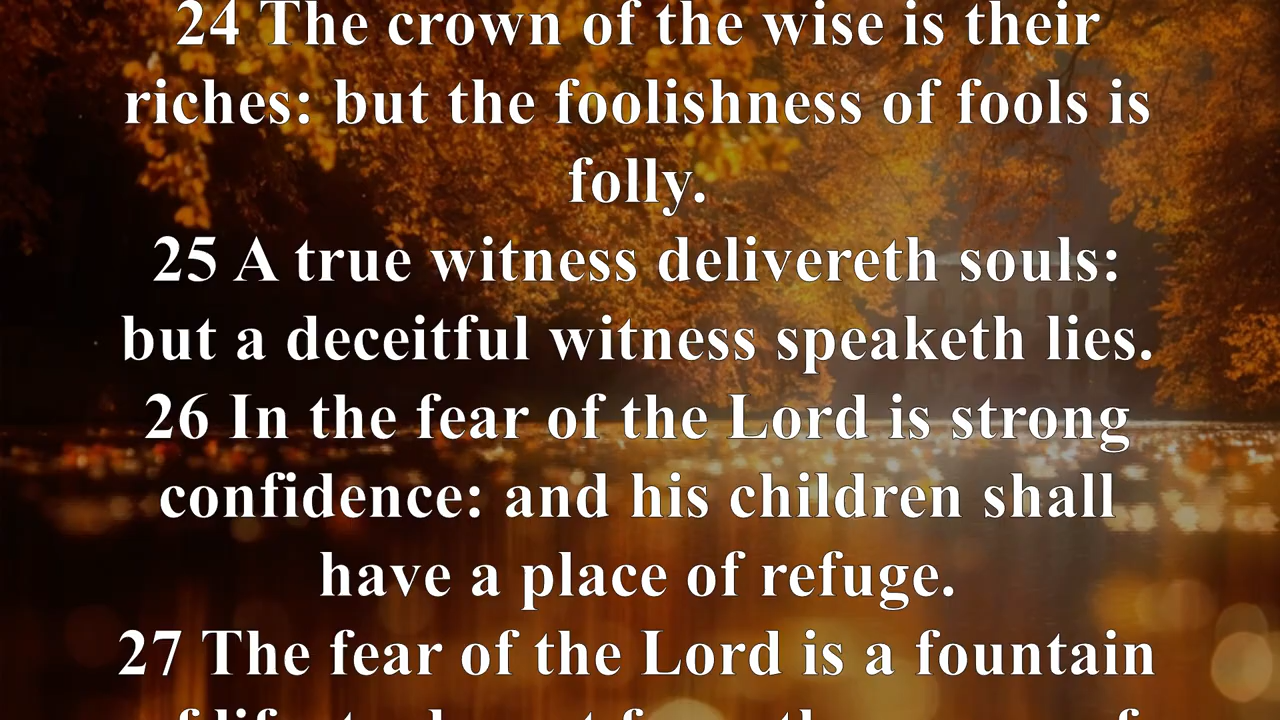 24 The crown of the wise is their
riches: but the foolishness of fools is
folly.
25 A true witness delivereth souls:
but a deceitful witness speaketh lies.
26 In the fear of the Lord is strong
confidence: and his children shall
have a place of refuge.
27 The fear of the Lord is a fountain